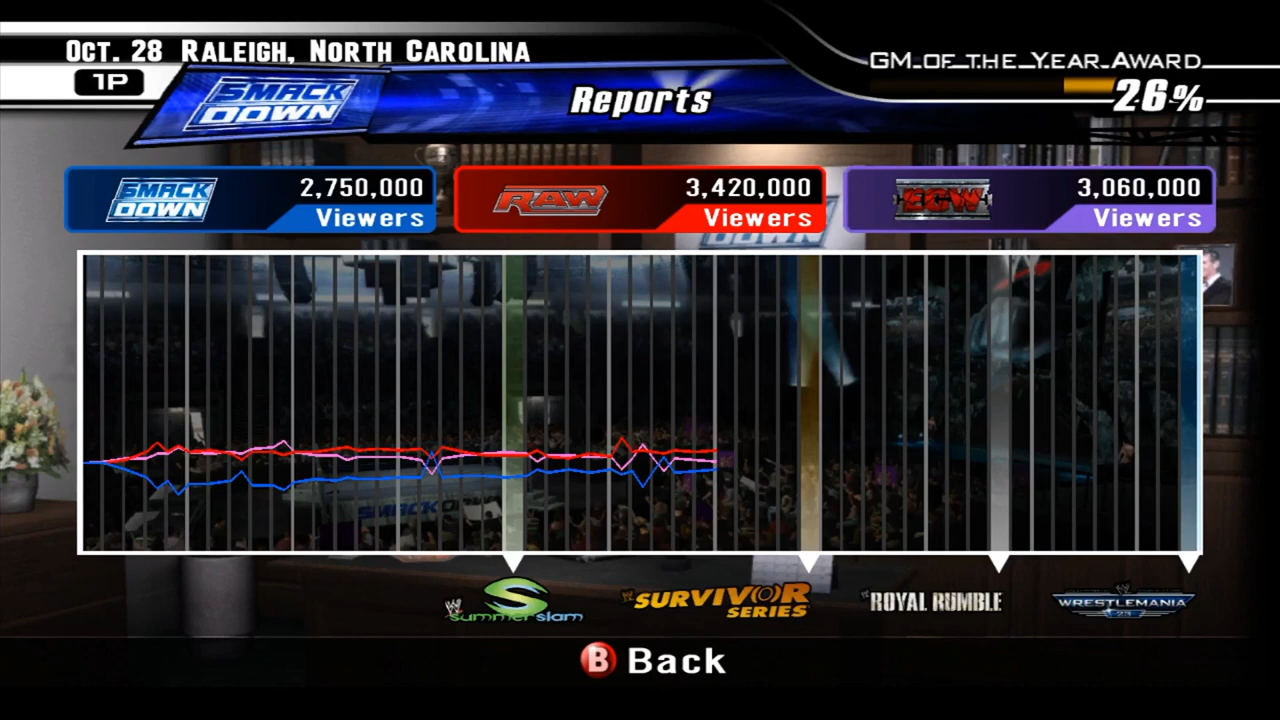 OCT. 28 RALEIGH, NORTH CAROLINA
GM OF THE YEAR AWARD
1P
SMACK DOWN
Reports
26%
SMACK DOWN
2,750,000
Viewers
RAW
3,420,000
Viewers
ECW
3,060,000
Viewers
DOWN
SMACKDOWN
summerslam
SURVIVOR SERIES
ROYAL RUMBLE
WRESTLEMANIA
B Back